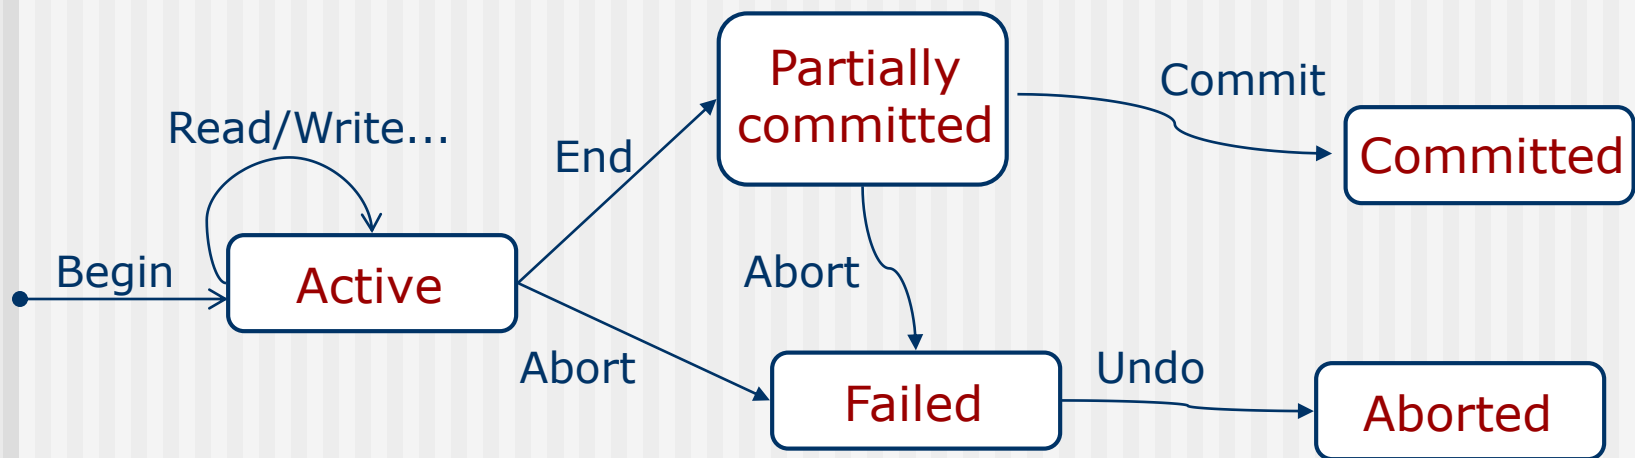 Partially
committed
Commit
Read/Write...
End
Committed
Begin
Active
Abort
Abort
Undo
Failed
Aborted